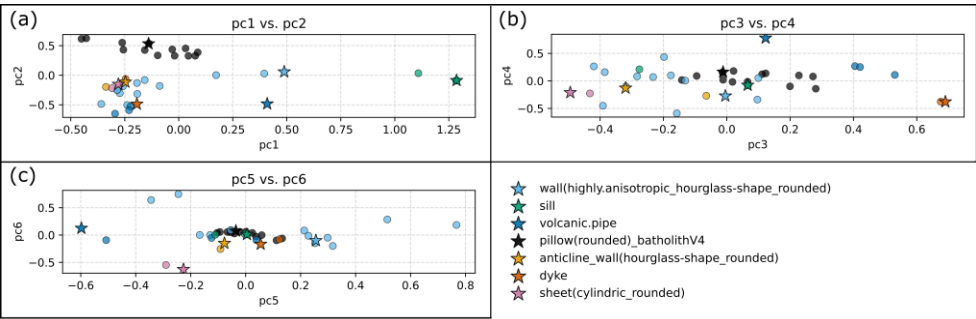 (a)
pc1 vs. pc2
pc2
0.5
0.0
−0.5
−0.50
−0.25
0.00
0.25
0.50
0.75
1.00
1.25
pc1
(b)
pc3 vs. pc4
pc4
0.5
0.0
−0.5
−0.4
−0.2
0.0
0.2
0.4
0.6
pc3
(c)
pc5 vs. pc6
pc6
0.5
0.0
−0.5
−0.6
−0.4
−0.2
0.0
0.2
0.4
0.6
0.8
pc5
wall(highly.anisotropic_hourglass-shape_rounded)
sill
volcanic.pipe
pillow(rounded)_batholithV4
anticline_wall(hourglass-shape_rounded)
dyke
sheet(cylindric_rounded)